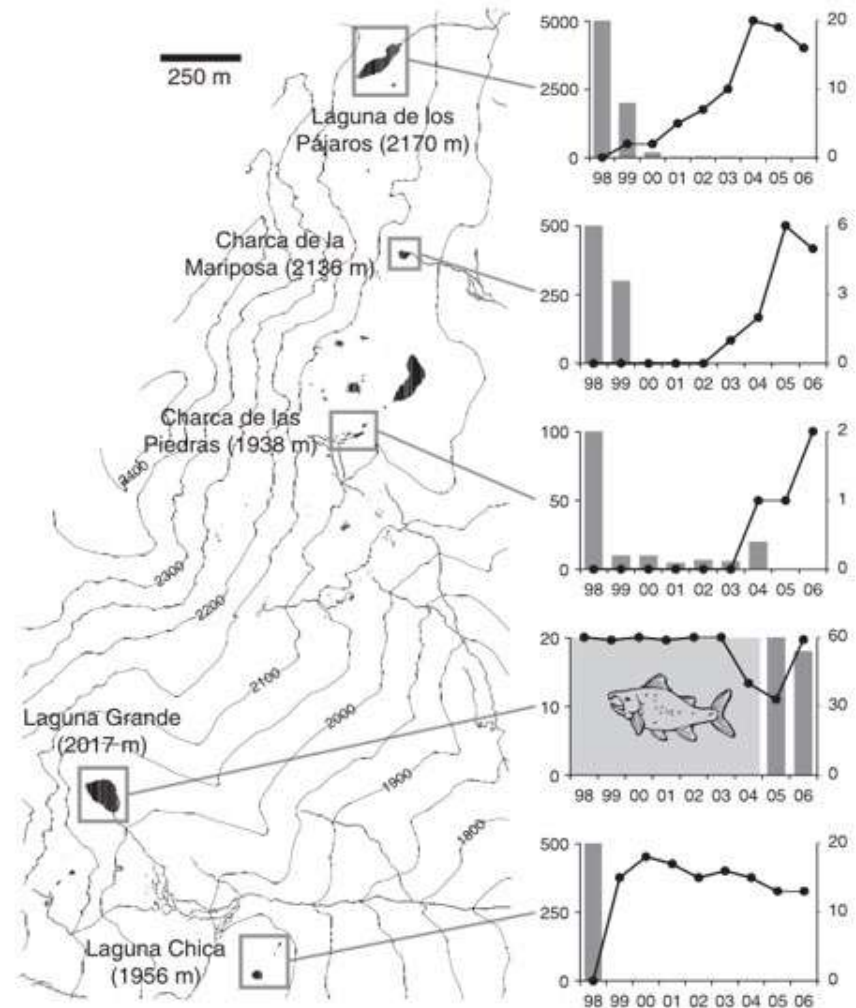 250 m
Laguna de los
Pájaros (2170 m)
Charca de la
Mariposa (2136 m)
Charca de las
Piedras (1938 m)
2400
2300
2200
2100
2000
1900
1800
Laguna Grande
(2017 m)
Laguna Chica
(1956 m)
5000 20
2500 10
0 0
98 99 00 01 02 03 04 05 06
500 6
250 3
0 0
98 99 00 01 02 03 04 05 06
100 2
50 1
0 0
98 99 00 01 02 03 04 05 06
20 60
10 30
0 0
98 99 00 01 02 03 04 05 06
500 20
250 10
0 0
98 99 00 01 02 03 04 05 06